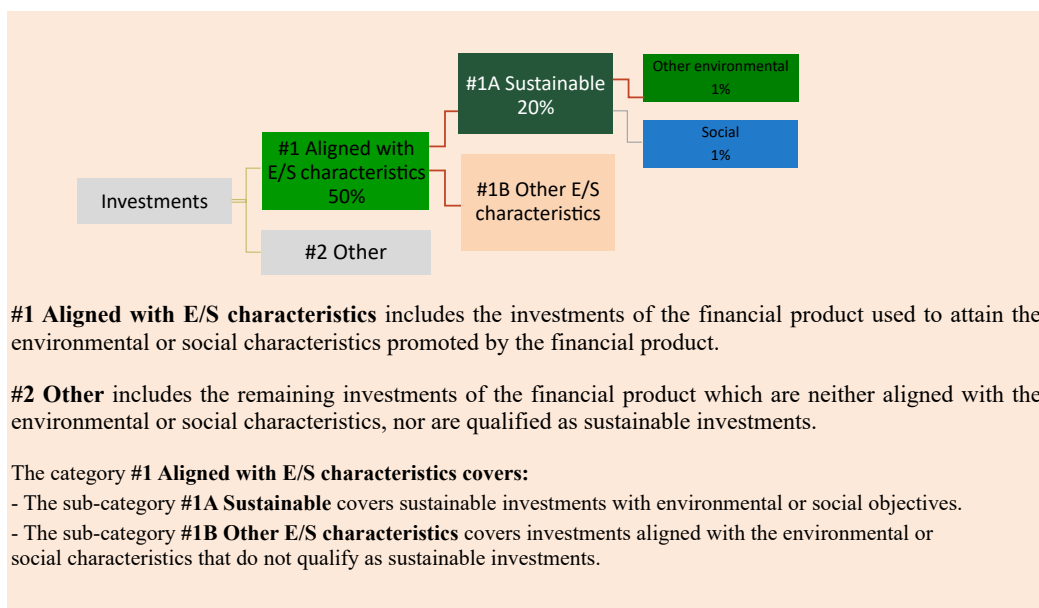 Investments
#1 Aligned with
E/S characteristics
50%
#2 Other
#1A Sustainable
20%
#1B Other E/S
characteristics
Other environmental
1%
Social
1%
#1 Aligned with E/S characteristics includes the investments of the financial product used to attain the
environmental or social characteristics promoted by the financial product.
#2 Other includes the remaining investments of the financial product which are neither aligned with the
environmental or social characteristics, nor are qualified as sustainable investments.
The category #1 Aligned with E/S characteristics covers:
- The sub-category #1A Sustainable covers sustainable investments with environmental or social objectives.
- The sub-category #1B Other E/S characteristics covers investments aligned with the environmental or
social characteristics that do not qualify as sustainable investments.